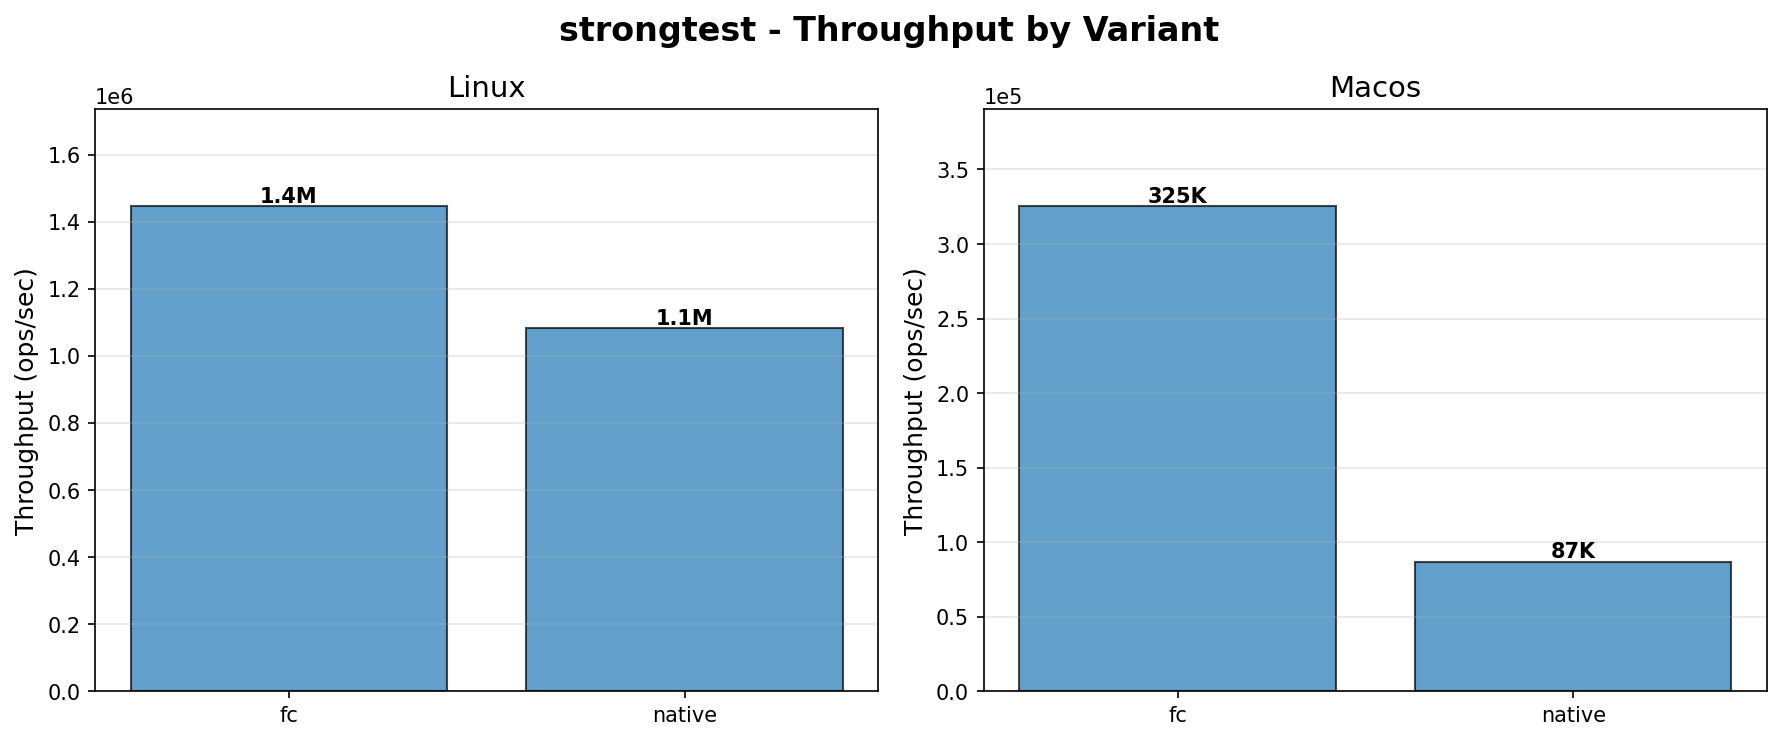 strongtest - Throughput by Variant
Linux
1e6
Throughput (ops/sec)
1.6
1.4
1.2
1.0
0.8
0.6
0.4
0.2
0.0
1.4M
1.1M
fc
native
Macos
1e5
Throughput (ops/sec)
3.5
3.0
2.5
2.0
1.5
1.0
0.5
0.0
325K
87K
fc
native